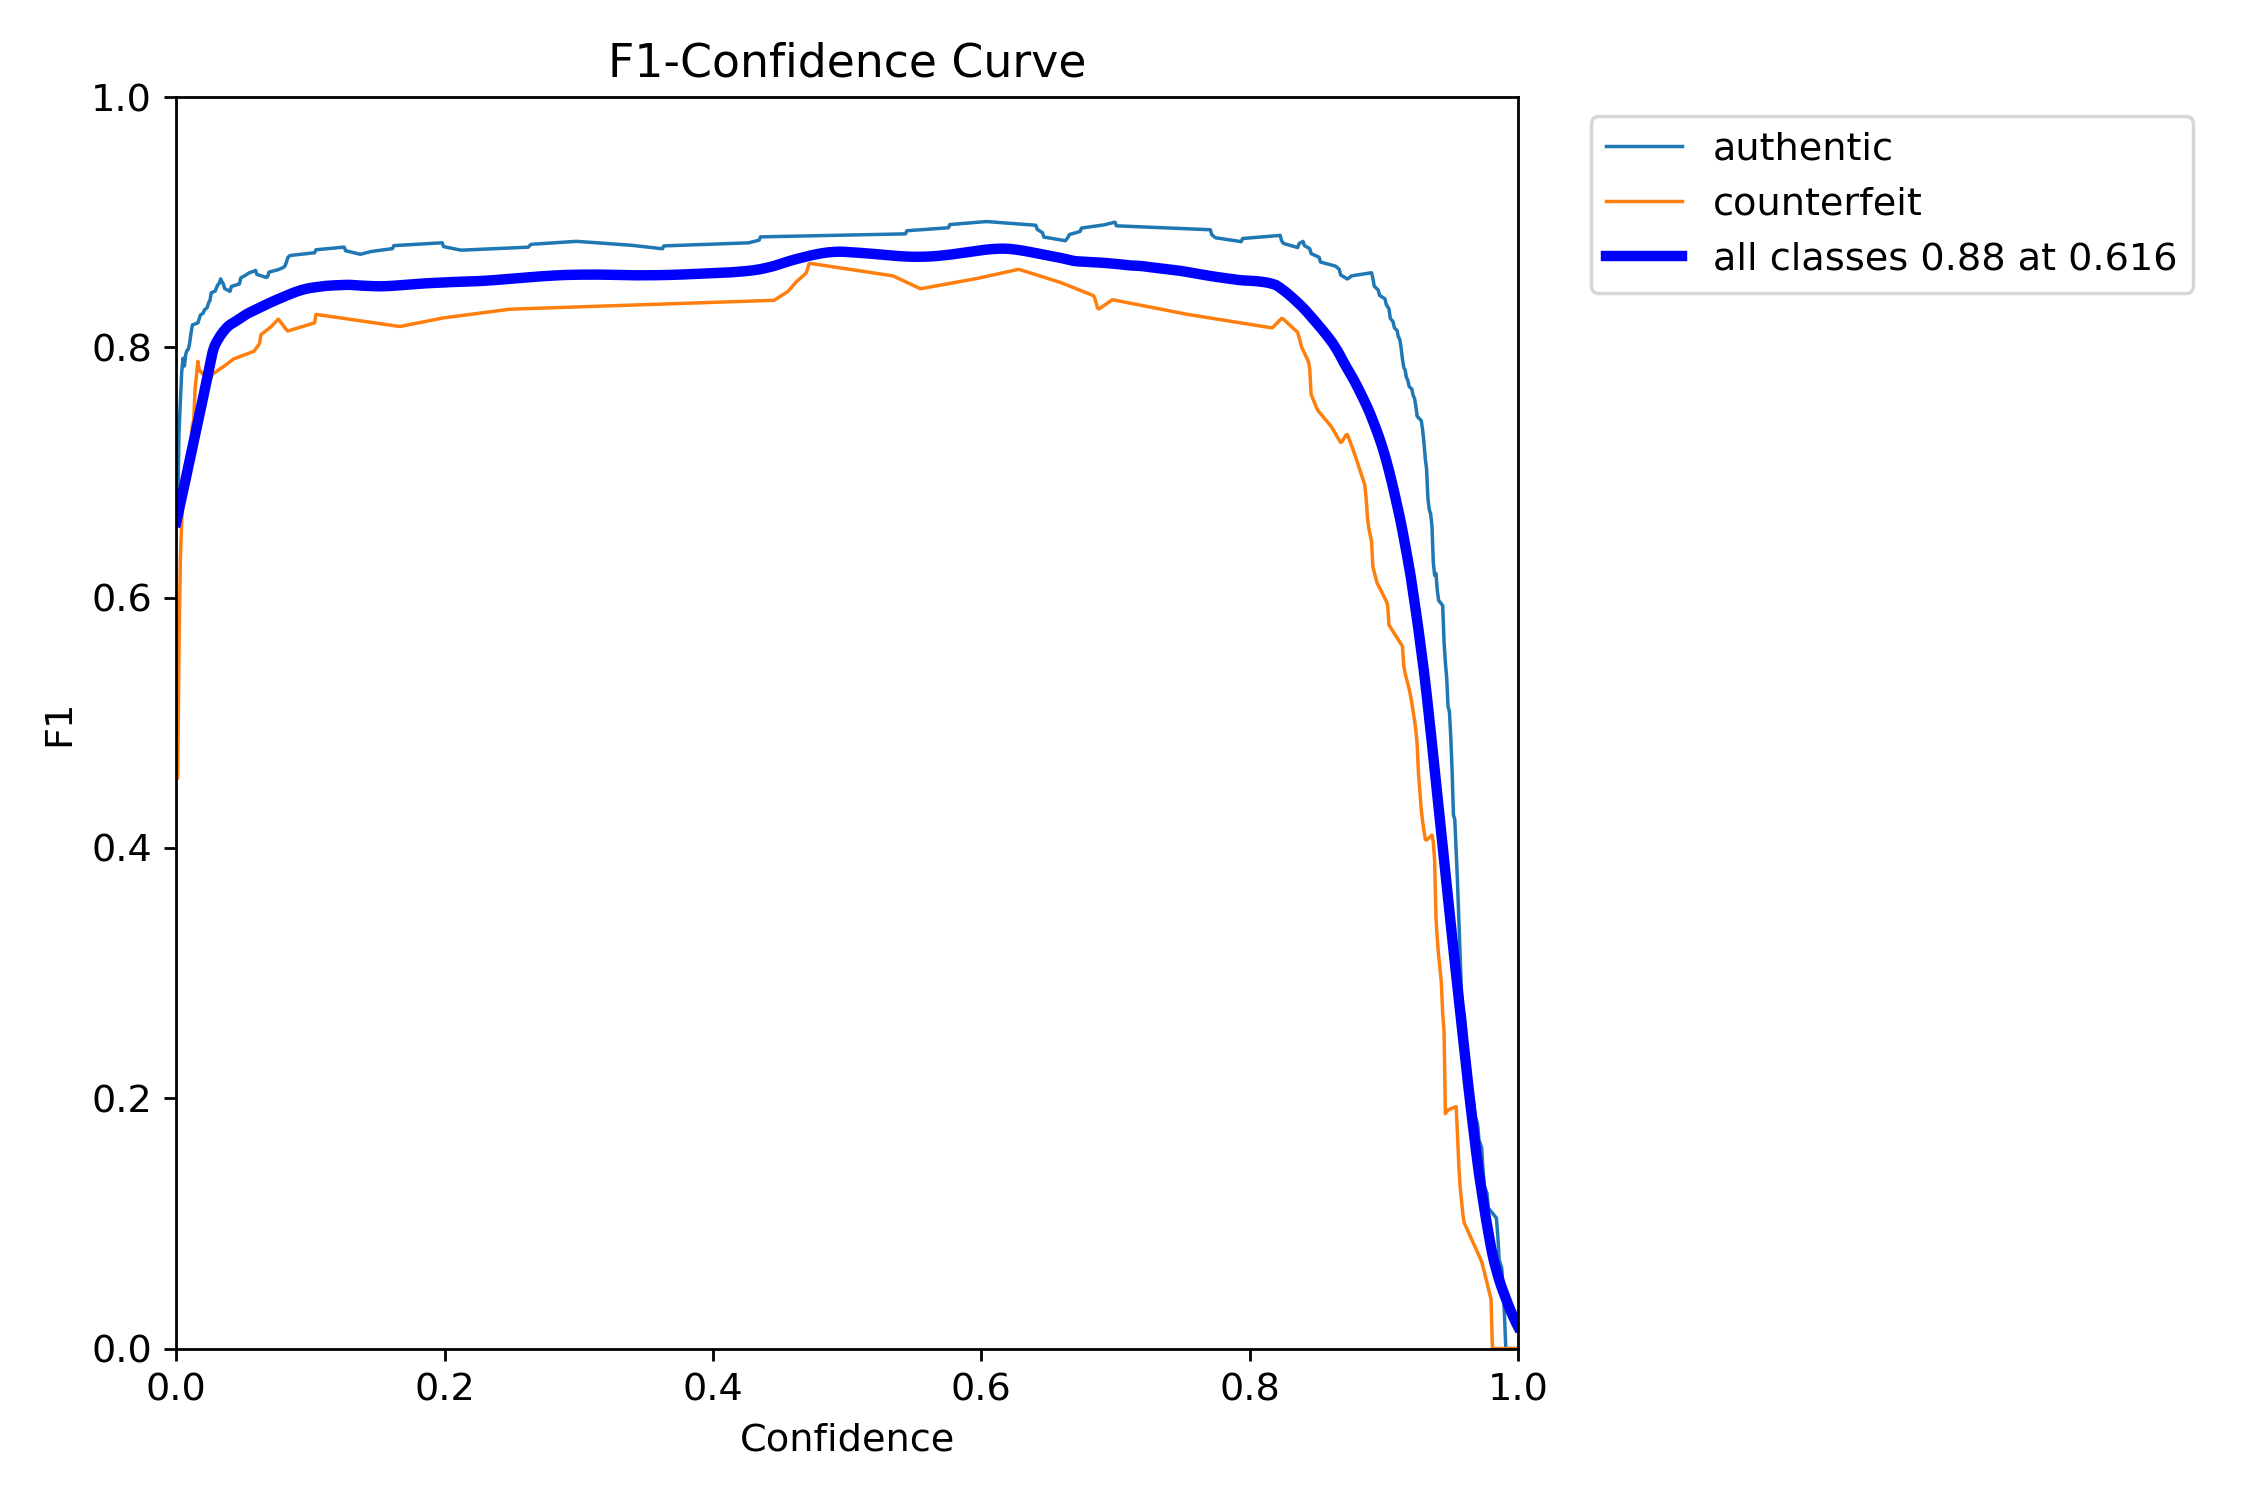 F1-Confidence Curve
authentic
counterfeit
all classes 0.88 at 0.616
F1
1.0
0.8
0.6
0.4
0.2
0.0
0.0 0.2 0.4 0.6 0.8 1.0
Confidence